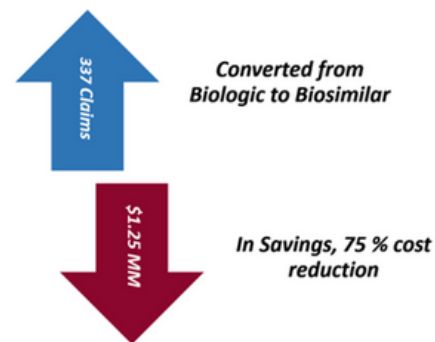 337 Claims
Converted from
Biologic to Biosimilar
$1.25 MM
In Savings, 75 % cost
reduction